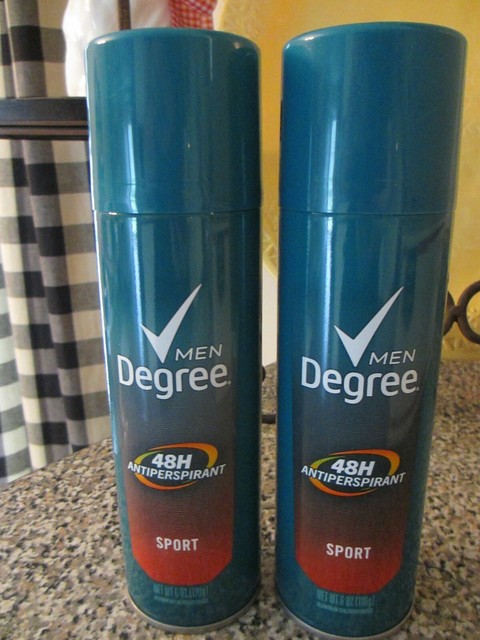 MEN
Degree.
48H
ANTIPERSPIRANT
SPORT
MEN
Degree.
48H
ANTIPERSPIRANT
SPORT